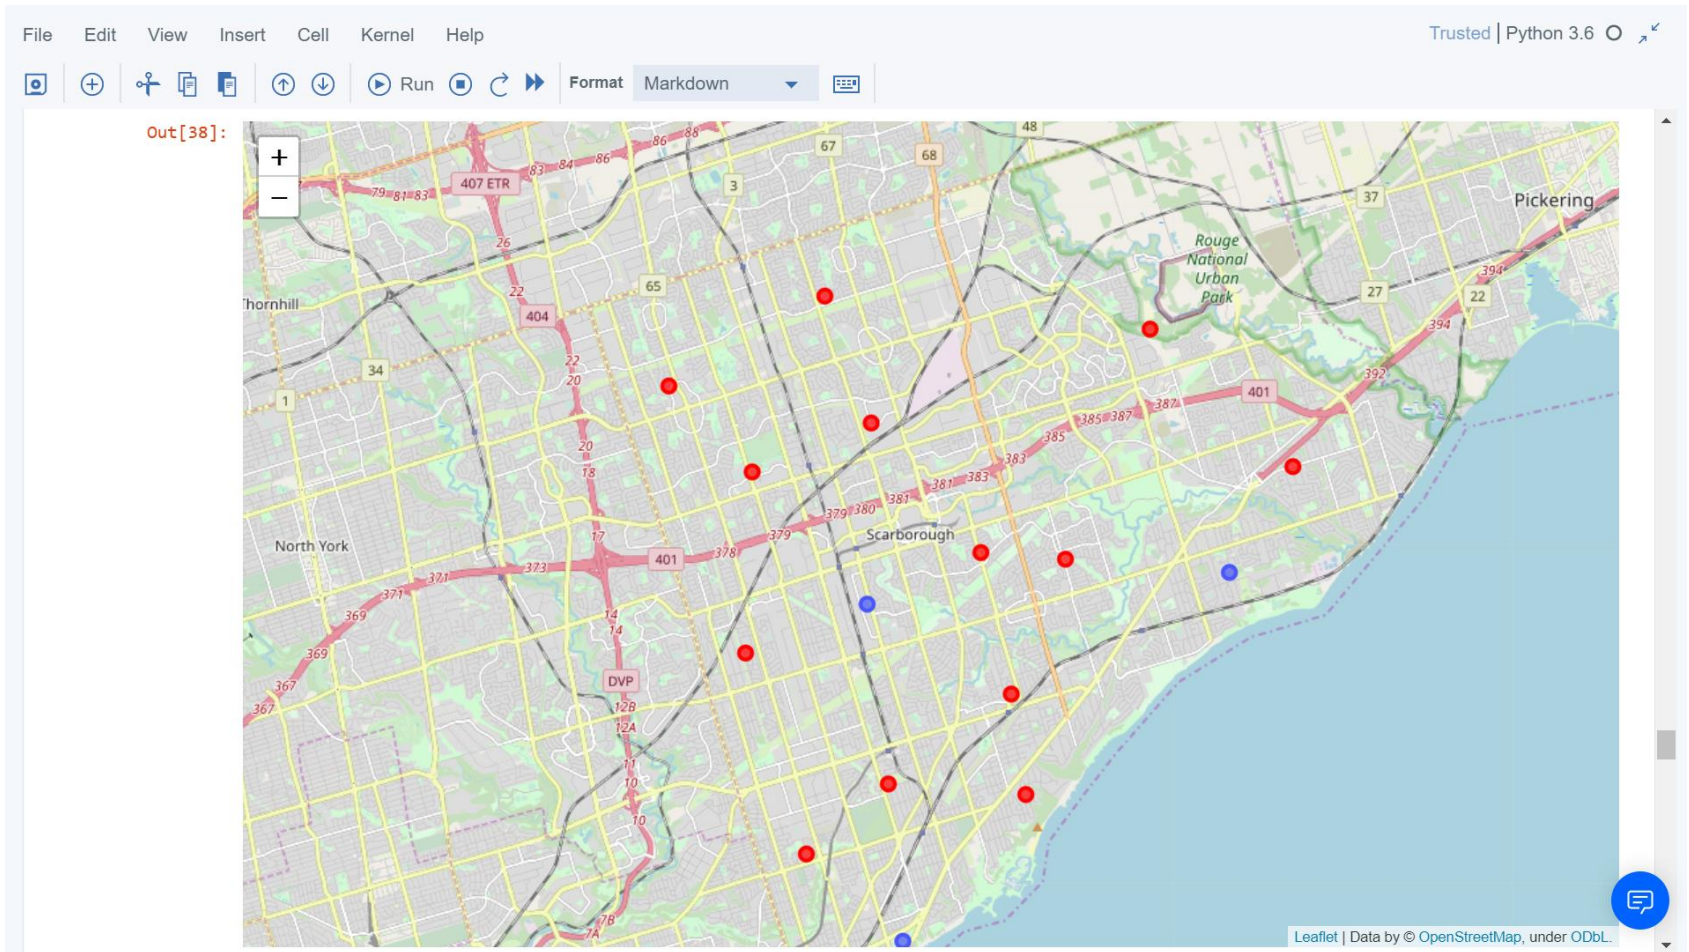 File Edit View Insert Cell Kernel Help
Trusted | Python 3.6
Run
Format
Markdown
Out[38]:
+
−
48
88
86
67
86
68
84
83
407 ETR
79 81 83
3
37
Pickering
26
Rouge
National
Urban
Park
394
65
22
27
22
Thornhill
404
394
22
34
20
392
1
401
387
385 387
385
20
18
383
383
381
381
379 380
17
379
Scarborough
North York
401
378
373
371
371
369
14
14
369
DVP
367
367
12B
12A
11
10
10
7B
7A
Leaflet | Data by © OpenStreetMap, under ODbL.